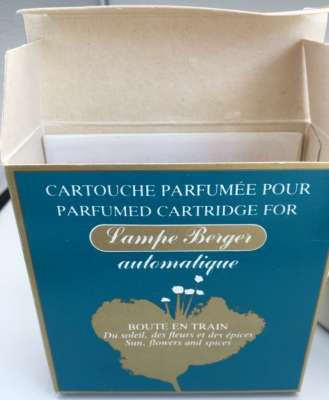 CARTOUCHE PARFUMÉE POUR
PARFUMED CARTRIDGE FOR
Lampe Berger
automatique
BOUTE EN TRAIN
Du soleil, des fleurs et des épices
Sun, flowers and spices